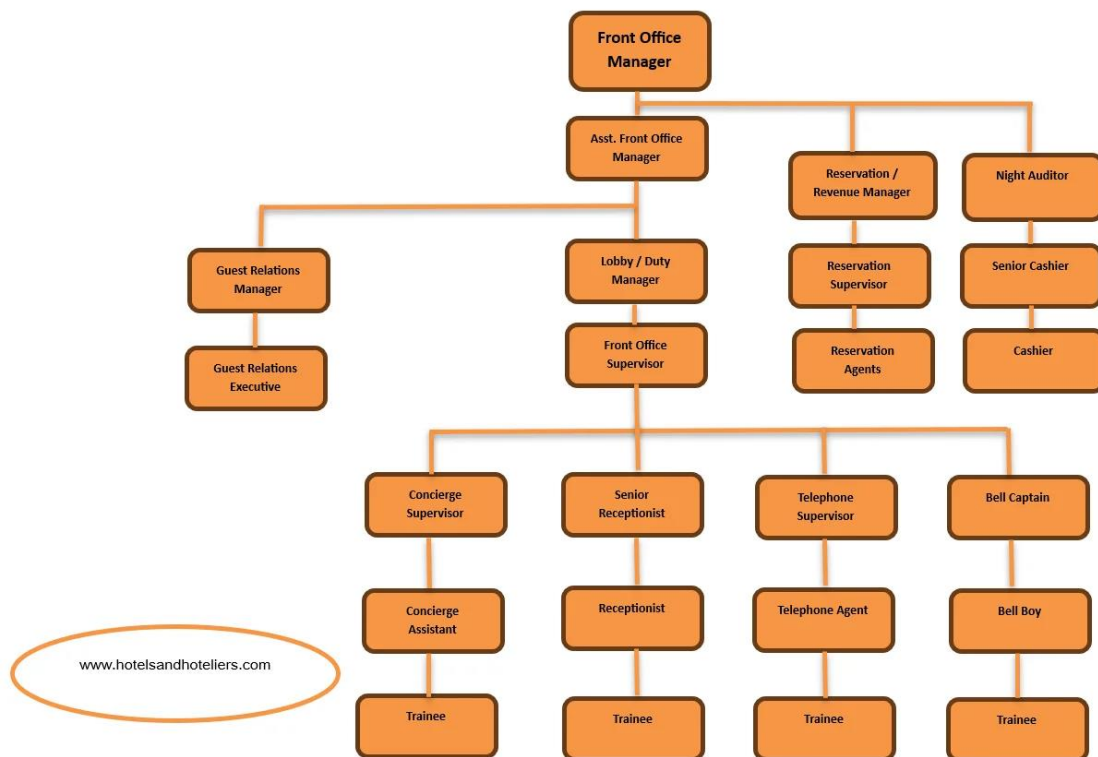 Front Office
Manager
Asst. Front Office
Manager
Reservation /
Revenue Manager
Night Auditor
Guest Relations
Manager
Lobby / Duty
Manager
Reservation
Supervisor
Senior Cashier
Guest Relations
Executive
Front Office
Supervisor
Reservation
Agents
Cashier
Concierge
Supervisor
Senior
Receptionist
Telephone
Supervisor
Bell Captain
Concierge
Assistant
Receptionist
Telephone Agent
Bell Boy
www.hotelsandhoteliers.com
Trainee
Trainee
Trainee
Trainee